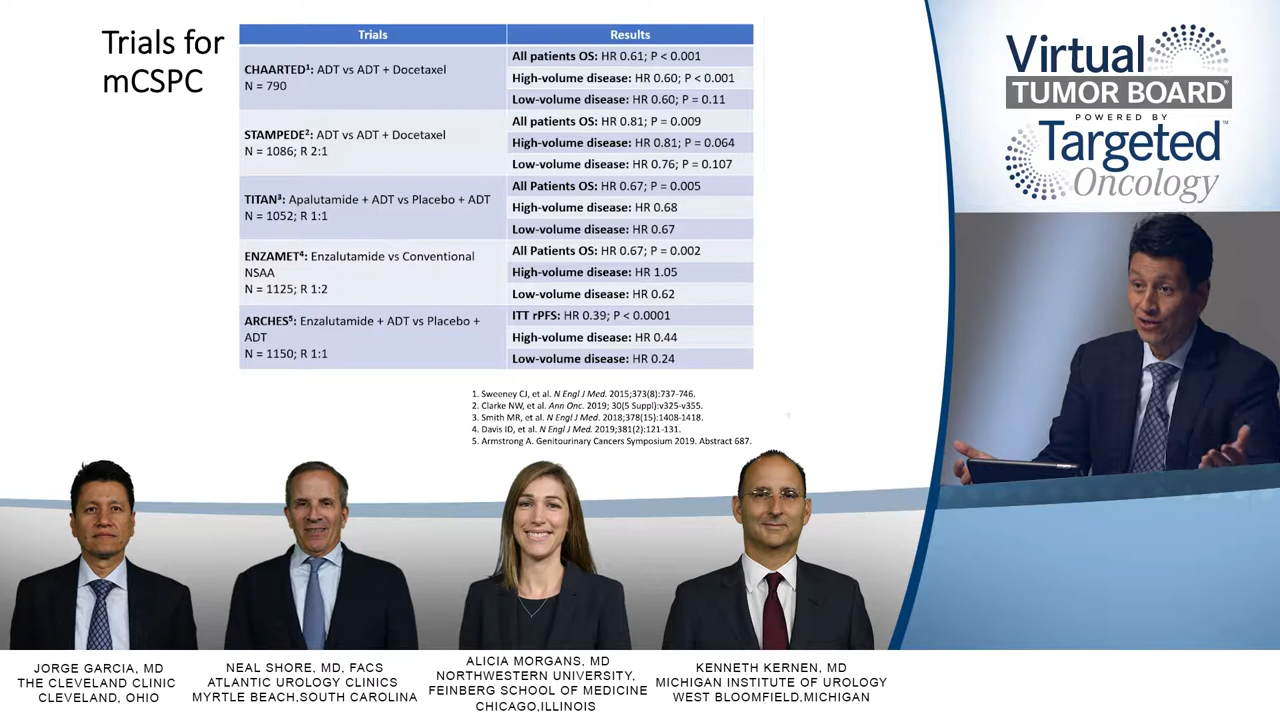 Trials for
mCSPC
Trials
Results
CHAARTED1: ADT vs ADT + Docetaxel
N = 790
All patients OS: HR 0.61; P < 0.001
High-volume disease: HR 0.60; P < 0.001
Low-volume disease: HR 0.60; P = 0.11
STAMPEDE2: ADT vs ADT + Docetaxel
N = 1086; R 2:1
All patients OS: HR 0.81; P = 0.009
High-volume disease: HR 0.81; P = 0.064
Low-volume disease: HR 0.76; P = 0.107
TITAN3: Apalutamide + ADT vs Placebo + ADT
N = 1052; R 1:1
All Patients OS: HR 0.67; P = 0.005
High-volume disease: HR 0.68
Low-volume disease: HR 0.67
ENZAMET4: Enzalutamide vs Conventional
NSAA
N = 1125; R 1:2
All Patients OS: HR 0.67; P = 0.002
High-volume disease: HR 1.05
Low-volume disease: HR 0.62
ARCHES5: Enzalutamide + ADT vs Placebo +
ADT
N = 1150; R 1:1
ITT rPFS: HR 0.39; P < 0.0001
High-volume disease: HR 0.44
Low-volume disease: HR 0.24
1. Sweeney CJ, et al. N Engl J Med. 2015;373(8):737-746.
2. Clarke NW, et al. Ann Onc. 2019; 30(5 Suppl):v325-v355.
3. Smith MR, et al. N Engl J Med. 2018;378(15):1408-1418.
4. Davis ID, et al. N Engl J Med. 2019;381(2):121-131.
5. Armstrong A. Genitourinary Cancers Symposium 2019. Abstract 687.
Virtual
TUMOR BOARD®
POWERED BY
Targeted™
Oncology
JORGE GARCIA, MD
THE CLEVELAND CLINIC
CLEVELAND, OHIO
NEAL SHORE, MD, FACS
ATLANTIC UROLOGY CLINICS
MYRTLE BEACH,SOUTH CAROLINA
ALICIA MORGANS, MD
NORTHWESTERN UNIVERSITY,
FEINBERG SCHOOL OF MEDICINE
CHICAGO,ILLINOIS
KENNETH KERNEN, MD
MICHIGAN INSTITUTE OF UROLOGY
WEST BLOOMFIELD,MICHIGAN